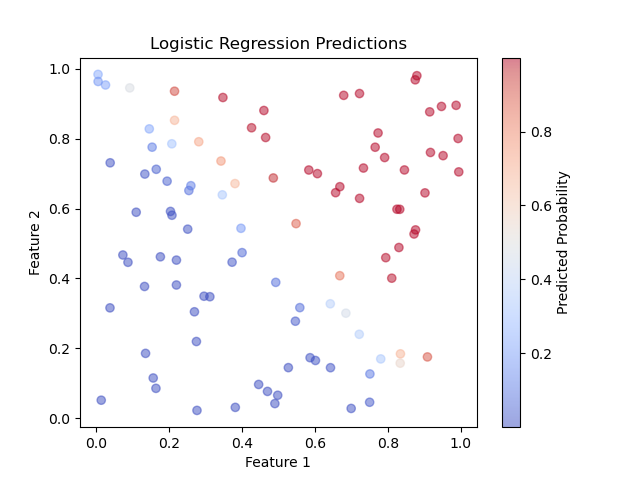 Logistic Regression Predictions
1.0
0.8
0.6
0.4
0.2
0.0
Feature 2
0.0 0.2 0.4 0.6 0.8 1.0
Feature 1
0.8
0.6
0.4
0.2
Predicted Probability